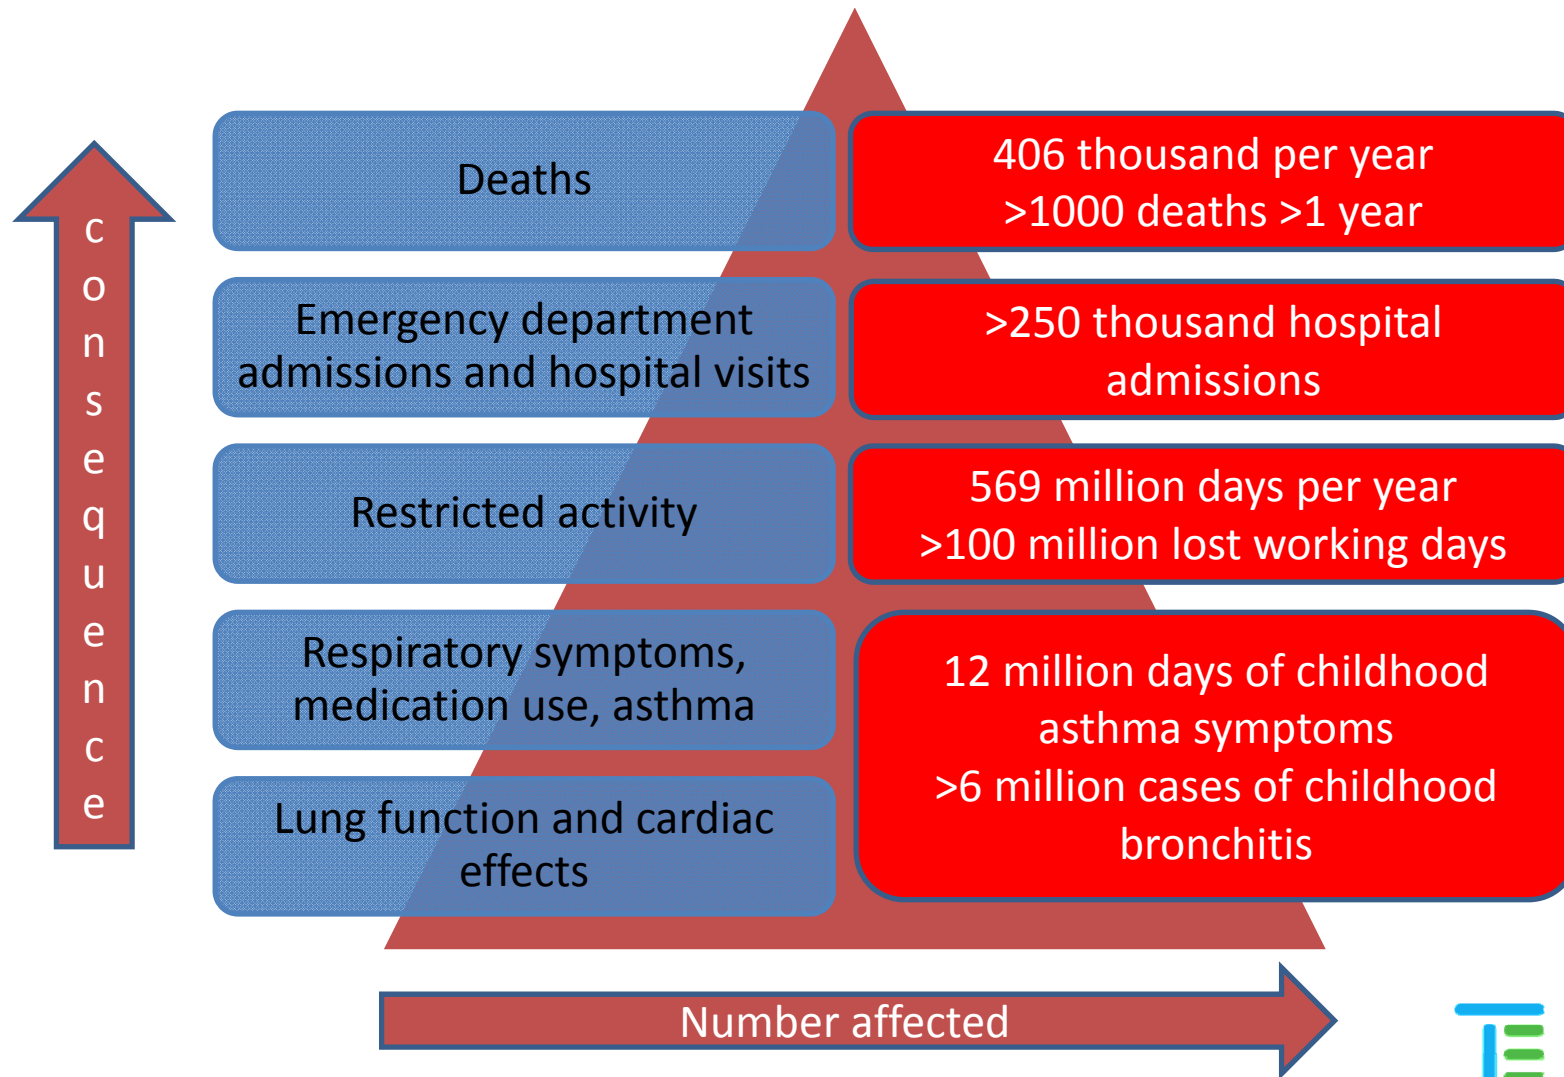 consequence
Deaths
406 thousand per year
>1000 deaths >1 year
Emergency department
admissions and hospital visits
>250 thousand hospital
admissions
Restricted activity
569 million days per year
>100 million lost working days
Respiratory symptoms,
medication use, asthma
12 million days of childhood
asthma symptoms
>6 million cases of childhood
bronchitis
Lung function and cardiac
effects
Number affected